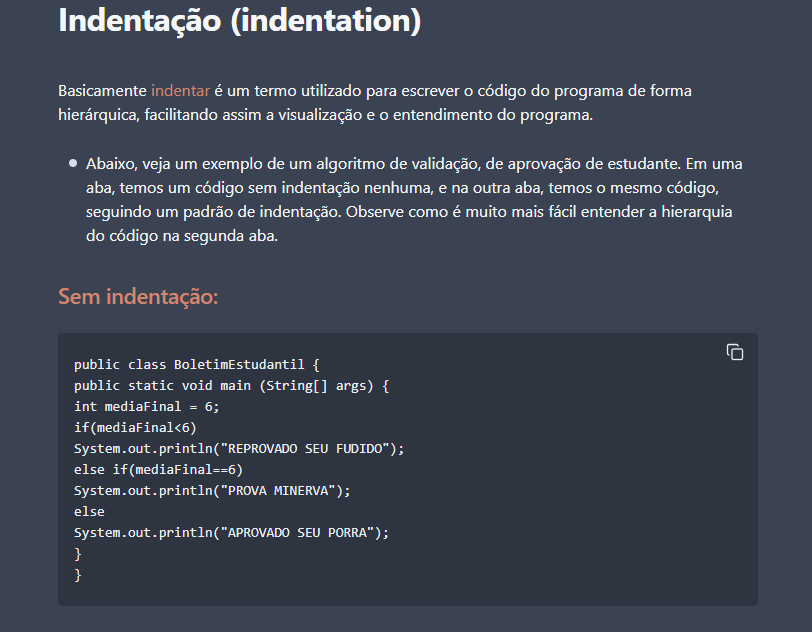 Indentação (indentation)
Basicamente indentar é um termo utilizado para escrever o código do programa de forma
hierárquica, facilitando assim a visualização e o entendimento do programa.
Abaixo, veja um exemplo de um algoritmo de validação, de aprovação de estudante. Em uma
aba, temos um código sem indentação nenhuma, e na outra aba, temos o mesmo código,
seguindo um padrão de indentação. Observe como é muito mais fácil entender a hierarquia
do código na segunda aba.
Sem indentação:
public class BoletimEstudantil {
public static void main (String[] args) {
int mediaFinal = 6;
if(mediaFinal<6)
System.out.println("REPROVADO SEU FUDIDO");
else if(mediaFinal==6)
System.out.println("PROVA MINERVA");
else
System.out.println("APROVADO SEU PORRA");
}
}